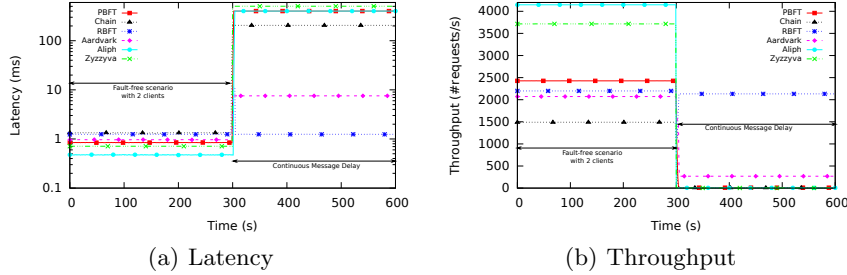 PBFT
Chain
RBFT
Aardvark
Aliph
Zyzzyva
Latency (ms)
100
10
1.0
0.1
Fault-free scenario
with 2 clients
Continuous Message Delay
0 100 200 300 400 500 600
Time (s)
(a) Latency
PBFT
Chain
RBFT
Aardvark
Aliph
Zyzzyva
Throughput (#requests/s)
4000
3500
3000
2500
2000
1500
1000
500
0
Continuous Message Delay
Fault-free scenario
with 2 clients
0 100 200 300 400 500 600
Time (s)
(b) Throughput